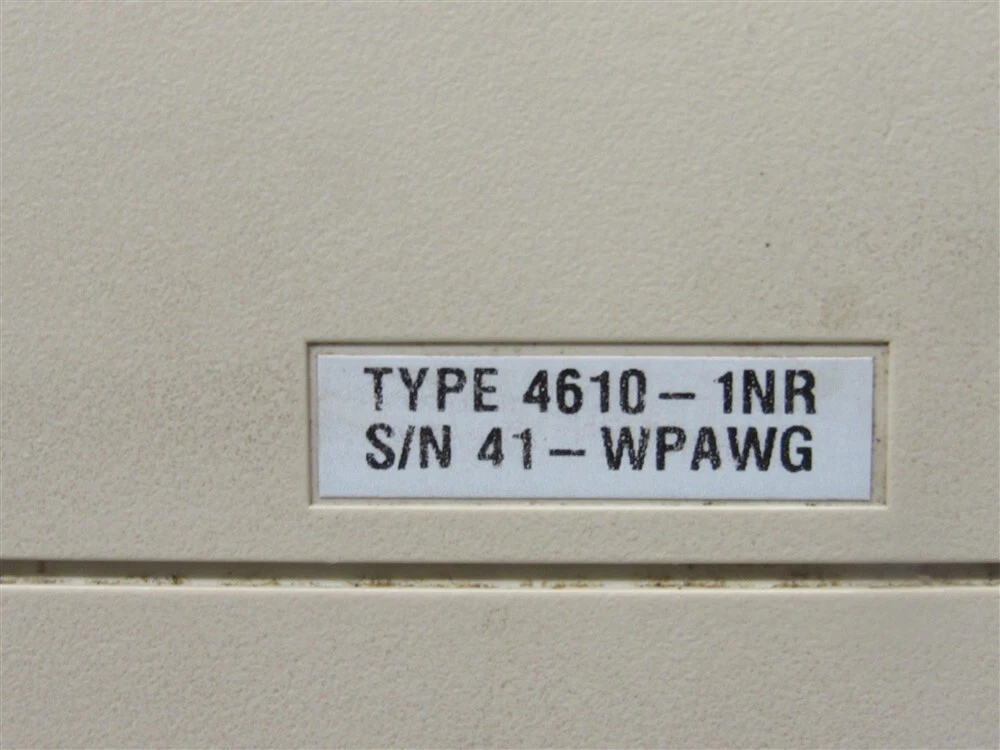 TYPE 4610-1NR
S/N 41-WPAWG